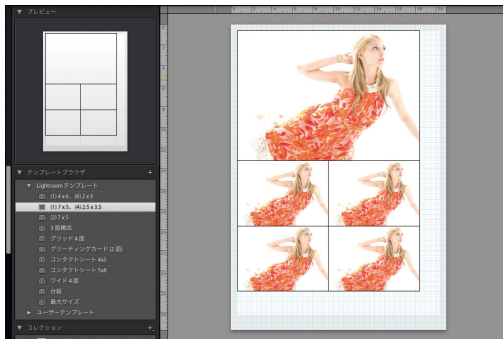 プレビュー
テンプレートブラウザ
Lightroom テンプレート
(1) 4 x 6、(6) 2 x 3
(1) 7 x 5、(4) 2.5 x 3.5
(2) 7 x 5
3 面構成
グリッド 4 面
グリーティングカード (2 面)
コンタクトシート 4x5
コンタクトシート 5x8
ワイド 4 面
台紙
最大サイズ
ユーザーテンプレート
コレクション